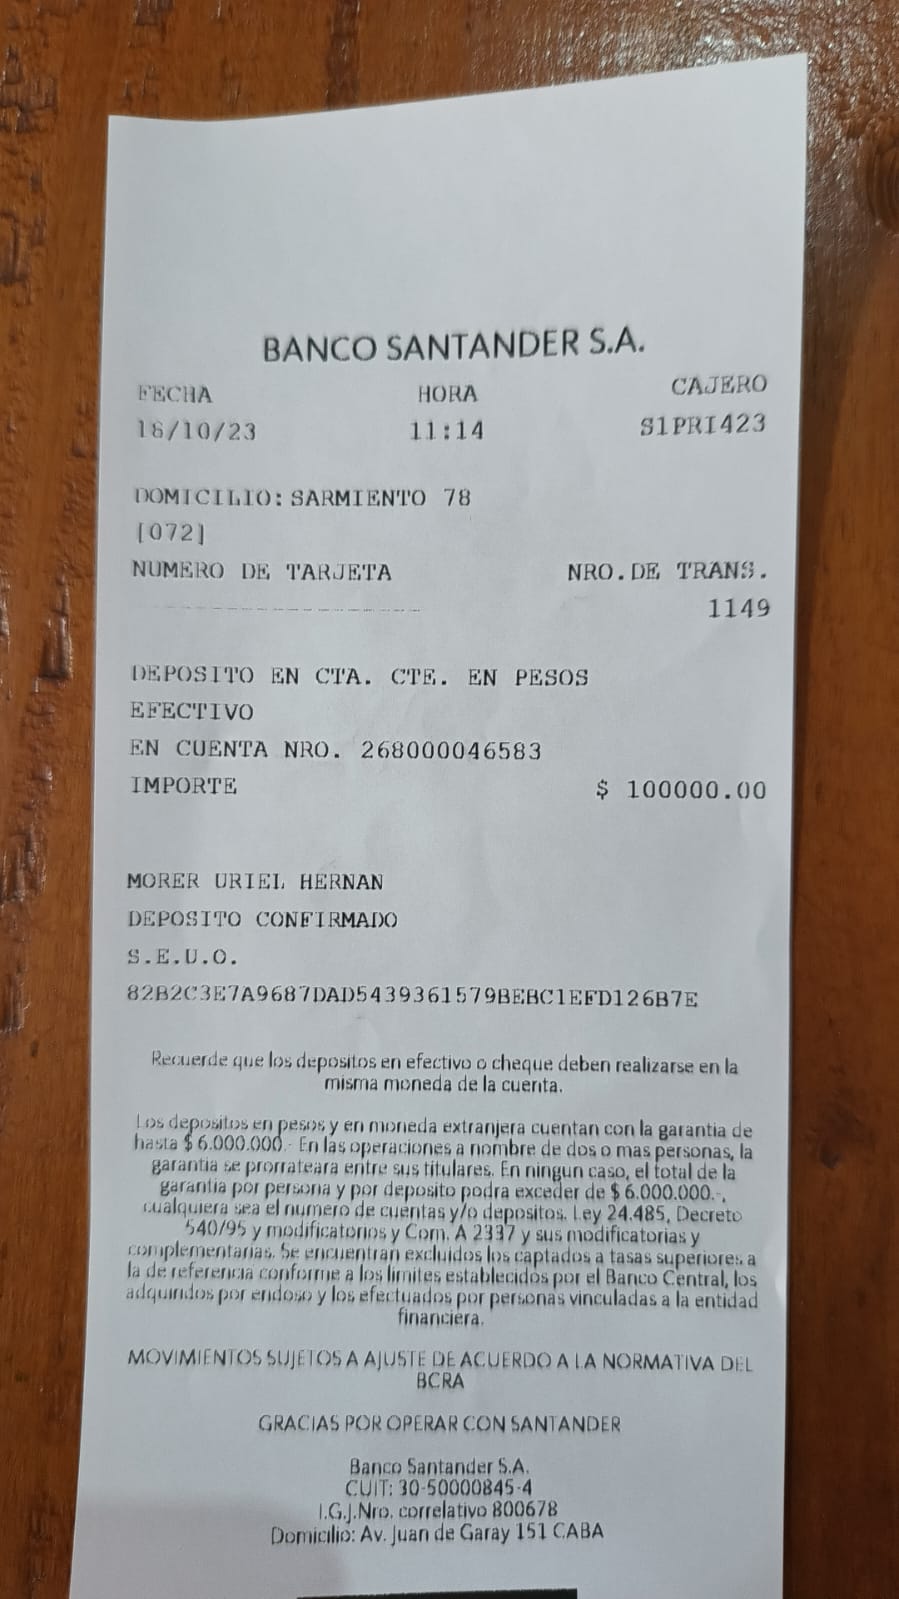 BANCO SANTANDER S.A.
FECHA HORA CAJERO
18/10/23 11:14 S1PRI423
DOMICILIO: SARMIENTO 78
[072]
NUMERO DE TARJETA NRO.DE TRANS.
1149
DEPOSITO EN CTA. CTE. EN PESOS
EFECTIVO
EN CUENTA NRO. 268000046583
IMPORTE $ 100000.00
MORER URIEL HERNAN
DEPOSITO CONFIRMADO
S.E.U.O.
82B2C3E7A9687DAD5439361579BEBC1EFD126B7E
Recuerde que los depositos en efectivo o cheque deben realizarse en la
misma moneda de la cuenta.
Los depositos en pesos y en moneda extranjera cuentan con la garantia de
hasta $ 6.000.000.- En las operaciones a nombre de dos o mas personas, la
garantia se prorrateara entre sus titulares. En ningun caso, el total de la
garantia por persona y por deposito podra exceder de $ 6.000.000.-,
cualquiera sea el numero de cuentas y/o depositos. Ley 24.485, Decreto
540/95 y modificatorios y Com. A 2337 y sus modificatorias y
complementarias. Se encuentran excluidos los captados a tasas superiores a
la de referencia conforme a los limites establecidos por el Banco Central, los
adquiridos por endoso y los efectuados por personas vinculadas a la entidad
financiera.
MOVIMIENTOS SUJETOS A AJUSTE DE ACUERDO A LA NORMATIVA DEL
BCRA
GRACIAS POR OPERAR CON SANTANDER
Banco Santander S.A.
CUIT: 30-50000845-4
I.G.J.Nro. correlativo 800678
Domicilio: Av. Juan de Garay 151 CABA